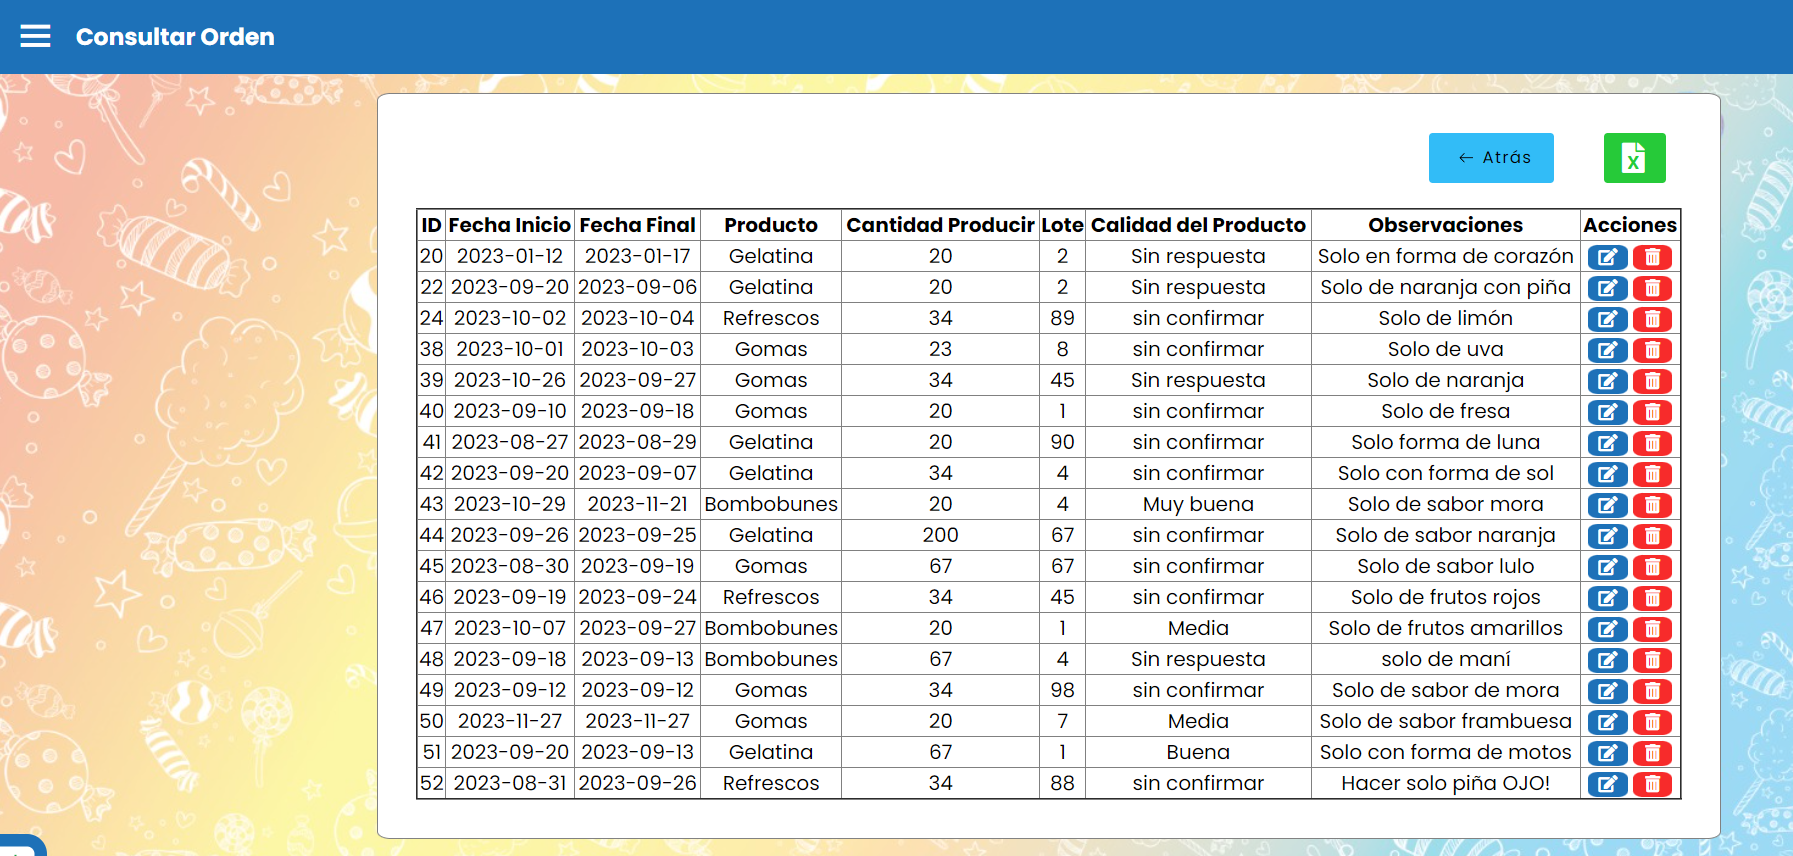 Consultar Orden
← Atrás
ID Fecha Inicio Fecha Final Producto Cantidad Producir Lote Calidad del Producto Observaciones Acciones
20 2023-01-12 2023-01-17 Gelatina 20 2 Sin respuesta Solo en forma de corazón
22 2023-09-20 2023-09-06 Gelatina 20 2 Sin respuesta Solo de naranja con piña
24 2023-10-02 2023-10-04 Refrescos 34 89 sin confirmar Solo de limón
38 2023-10-01 2023-10-03 Gomas 23 8 sin confirmar Solo de uva
39 2023-10-26 2023-09-27 Gomas 34 45 Sin respuesta Solo de naranja
40 2023-09-10 2023-09-18 Gomas 20 1 sin confirmar Solo de fresa
41 2023-08-27 2023-08-29 Gelatina 20 90 sin confirmar Solo forma de luna
42 2023-09-20 2023-09-07 Gelatina 34 4 sin confirmar Solo con forma de sol
43 2023-10-29 2023-11-21 Bombobunes 20 4 Muy buena Solo de sabor mora
44 2023-09-26 2023-09-25 Gelatina 200 67 sin confirmar Solo de sabor naranja
45 2023-08-30 2023-09-19 Gomas 67 67 sin confirmar Solo de sabor lulo
46 2023-09-19 2023-09-24 Refrescos 34 45 sin confirmar Solo de frutos rojos
47 2023-10-07 2023-09-27 Bombobunes 20 1 Media Solo de frutos amarillos
48 2023-09-18 2023-09-13 Bombobunes 67 4 Sin respuesta solo de maní
49 2023-09-12 2023-09-12 Gomas 34 98 sin confirmar Solo de sabor de mora
50 2023-11-27 2023-11-27 Gomas 20 7 Media Solo de sabor frambuesa
51 2023-09-20 2023-09-13 Gelatina 67 1 Buena Solo con forma de motos
52 2023-08-31 2023-09-26 Refrescos 34 88 sin confirmar Hacer solo piña OJO!